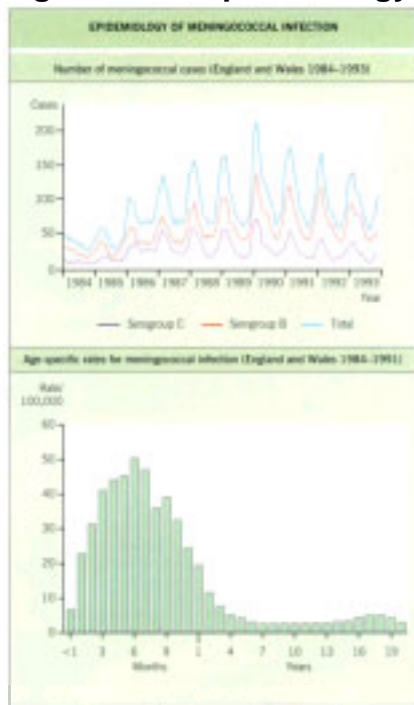 EPIDEMIOLOGY OF MENINGOCOCCAL INFECTION
Number of meningococcal cases (England and Wales 1984–1993)
Cases
200
150
100
50
0
1984 1985 1986 1987 1988 1989 1990 1991 1992 1993
Year
Serogroup C Serogroup B Total
Age-specific rates for meningococcal infection (England and Wales 1984–1991)
Rate/
100,000
60
50
40
30
20
10
0
<1 3 6 9 1 4 7 10 13 16 19
Months Years